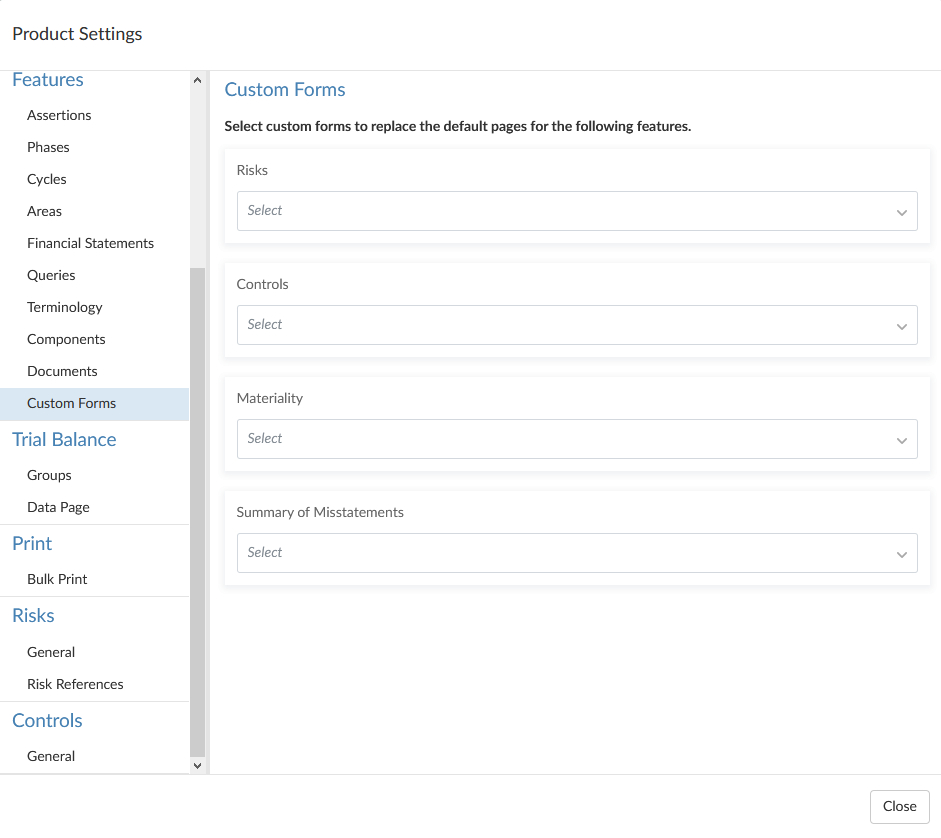 Product Settings
Features
Assertions
Phases
Cycles
Areas
Financial Statements
Queries
Terminology
Components
Documents
Custom Forms
Trial Balance
Groups
Data Page
Print
Bulk Print
Risks
General
Risk References
Controls
General
Custom Forms
Select custom forms to replace the default pages for the following features.
Risks
Select
Controls
Select
Materiality
Select
Summary of Misstatements
Select
Close